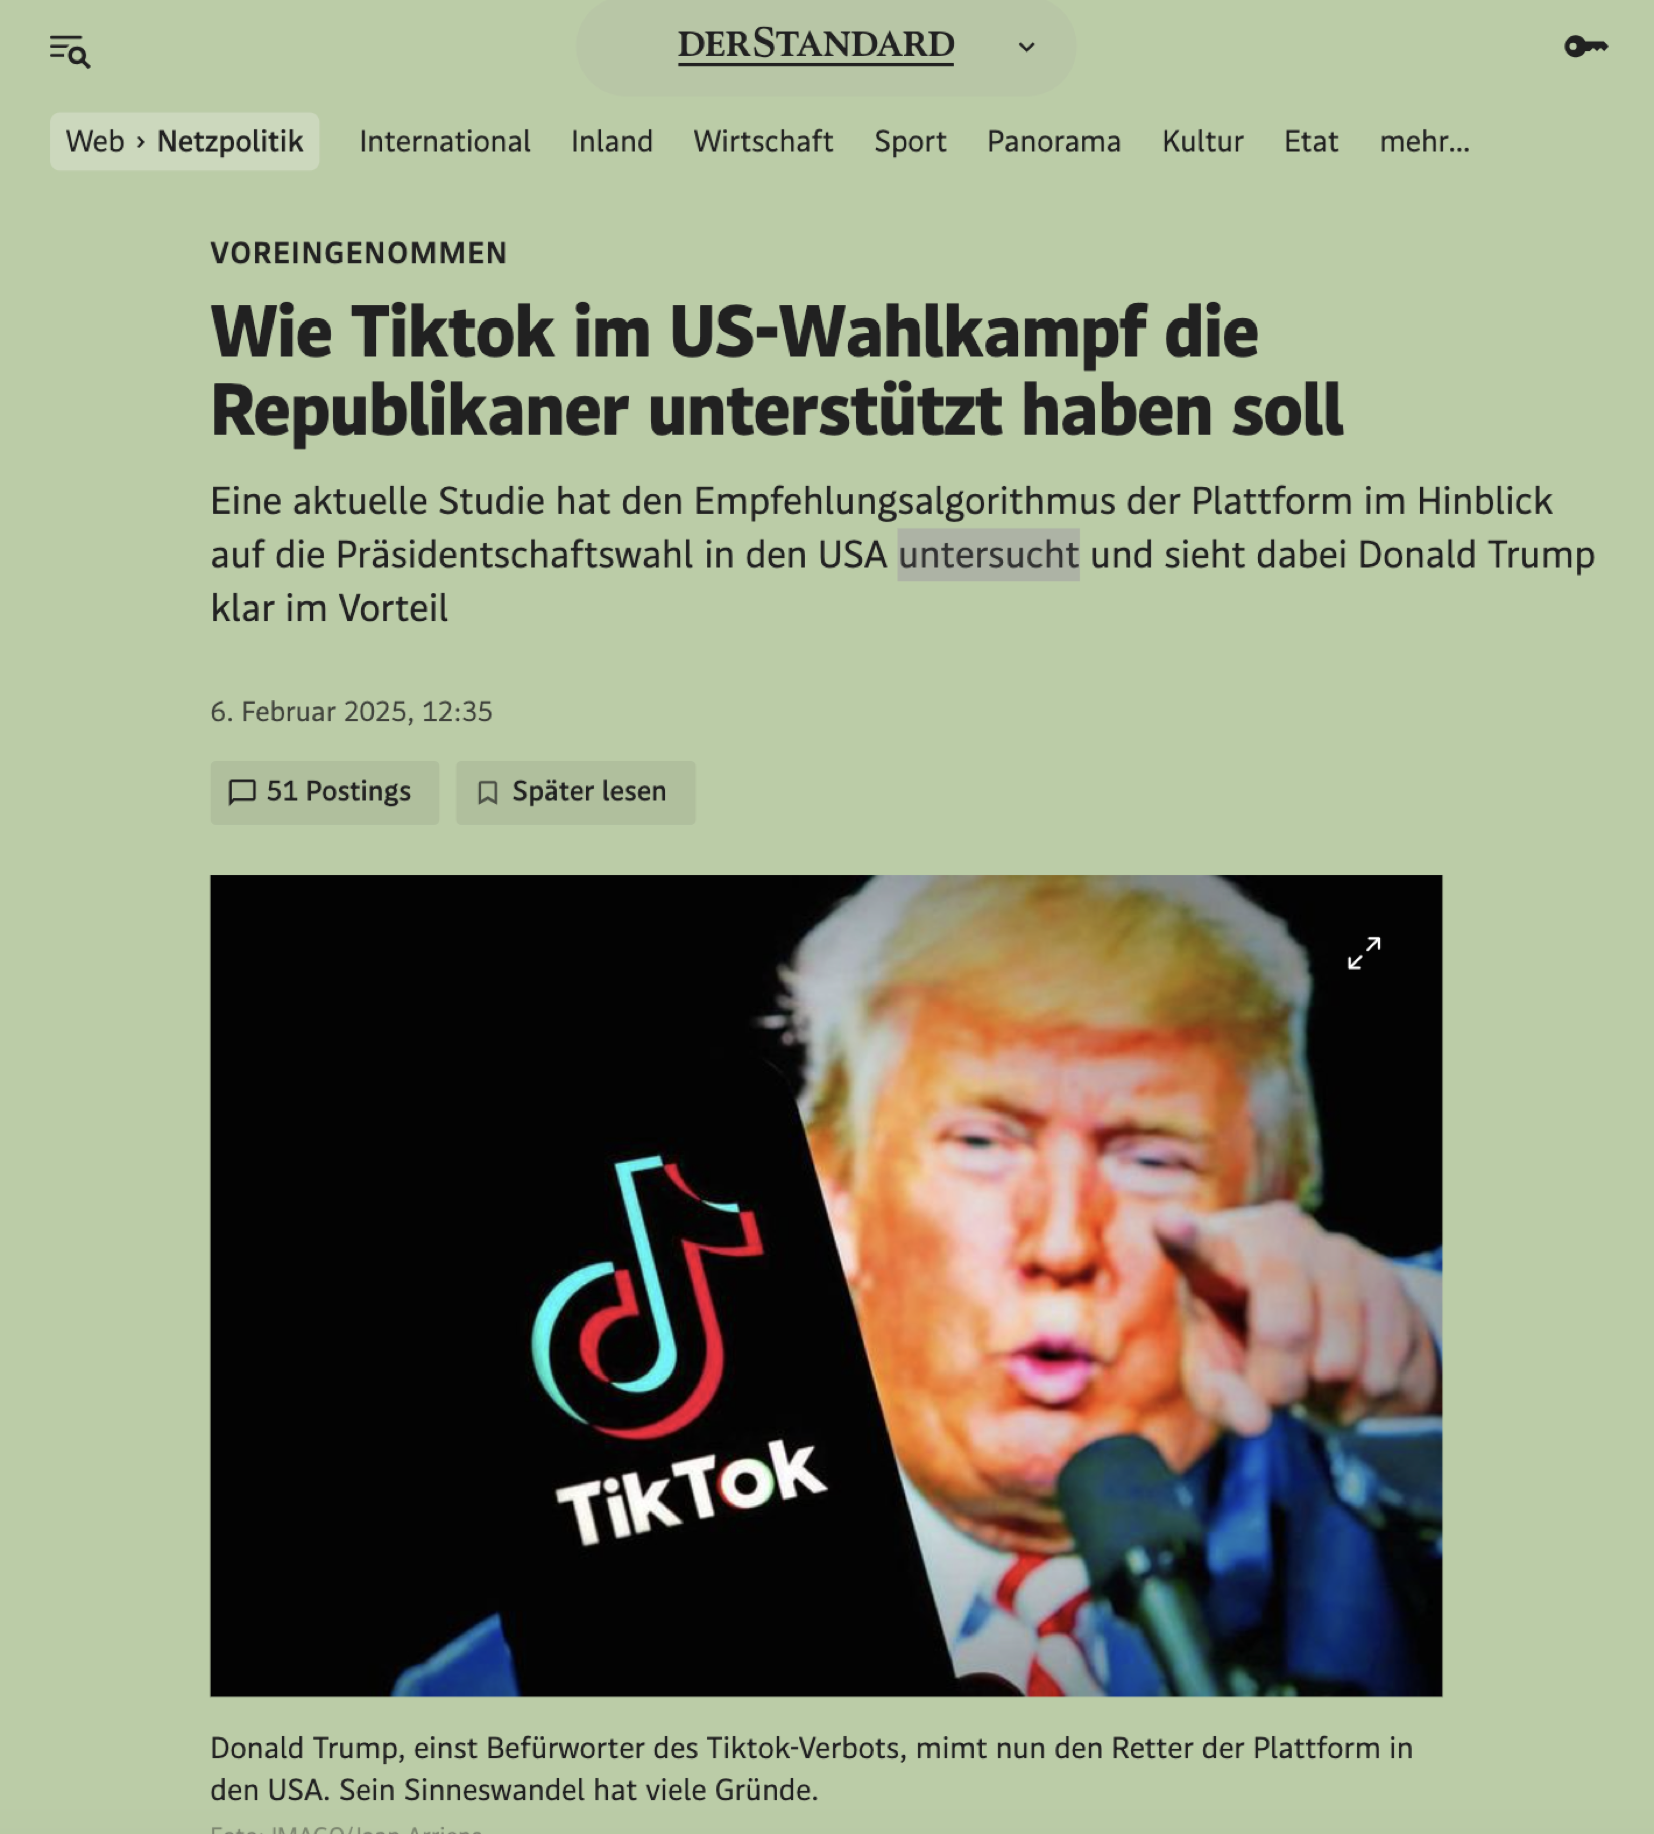 DERSTANDARD
Web › Netzpolitik International Inland Wirtschaft Sport Panorama Kultur Etat mehr...
VOREINGENOMMEN
Wie Tiktok im US-Wahlkampf die
Republikaner unterstützt haben soll
Eine aktuelle Studie hat den Empfehlungsalgorithmus der Plattform im Hinblick
auf die Präsidentschaftswahl in den USA untersucht und sieht dabei Donald Trump
klar im Vorteil
6. Februar 2025, 12:35
51 Postings Später lesen
TikTok
Donald Trump, einst Befürworter des Tiktok-Verbots, mimt nun den Retter der Plattform in
den USA. Sein Sinneswandel hat viele Gründe.